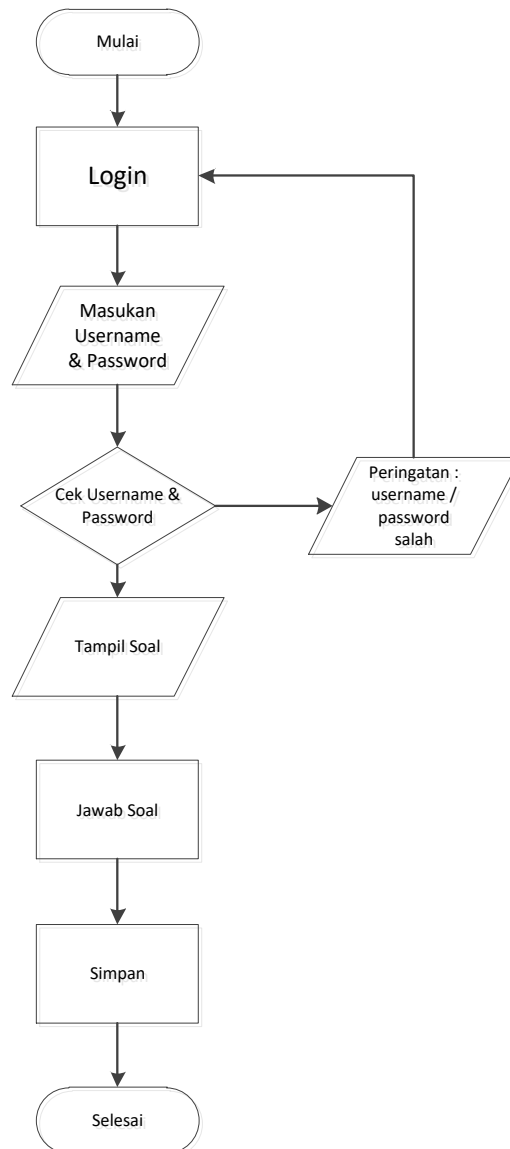 Mulai
Login
Masukan
Username
& Password
Cek Username &
Password
Peringatan :
username /
password
salah
Tampil Soal
Jawab Soal
Simpan
Selesai